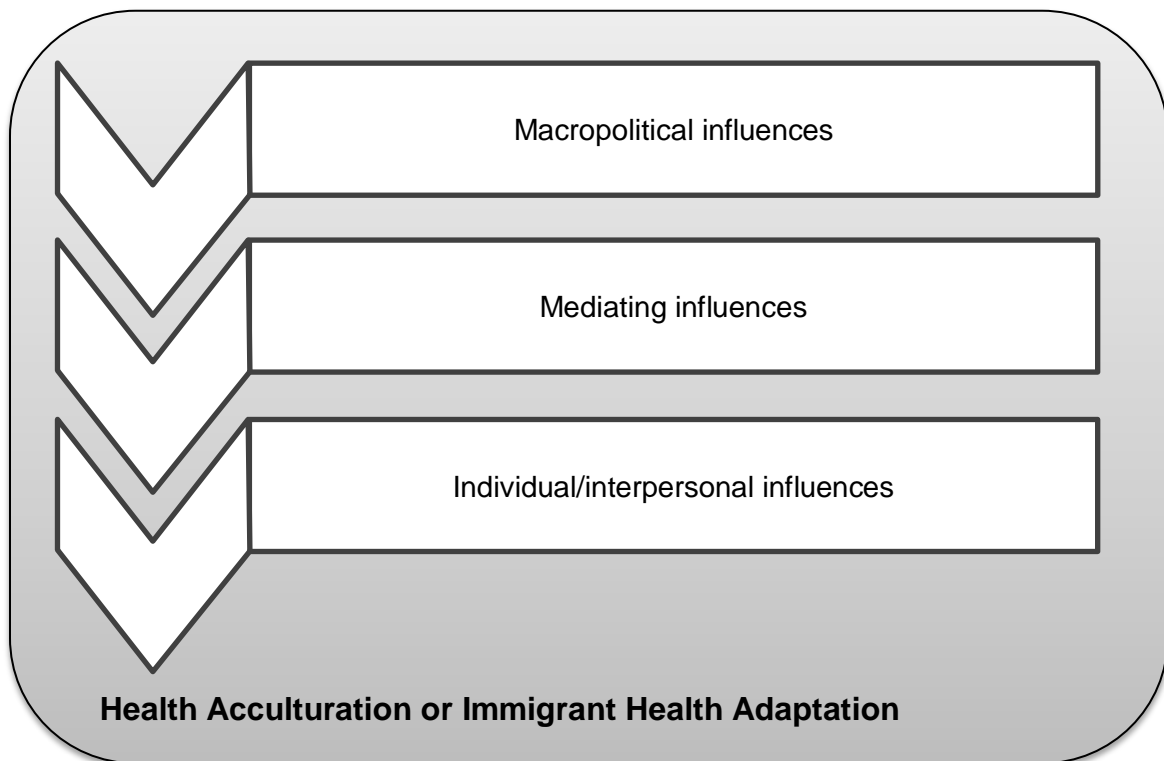 Macropolitical influences
Mediating influences
Individual/interpersonal influences
Health Acculturation or Immigrant Health Adaptation